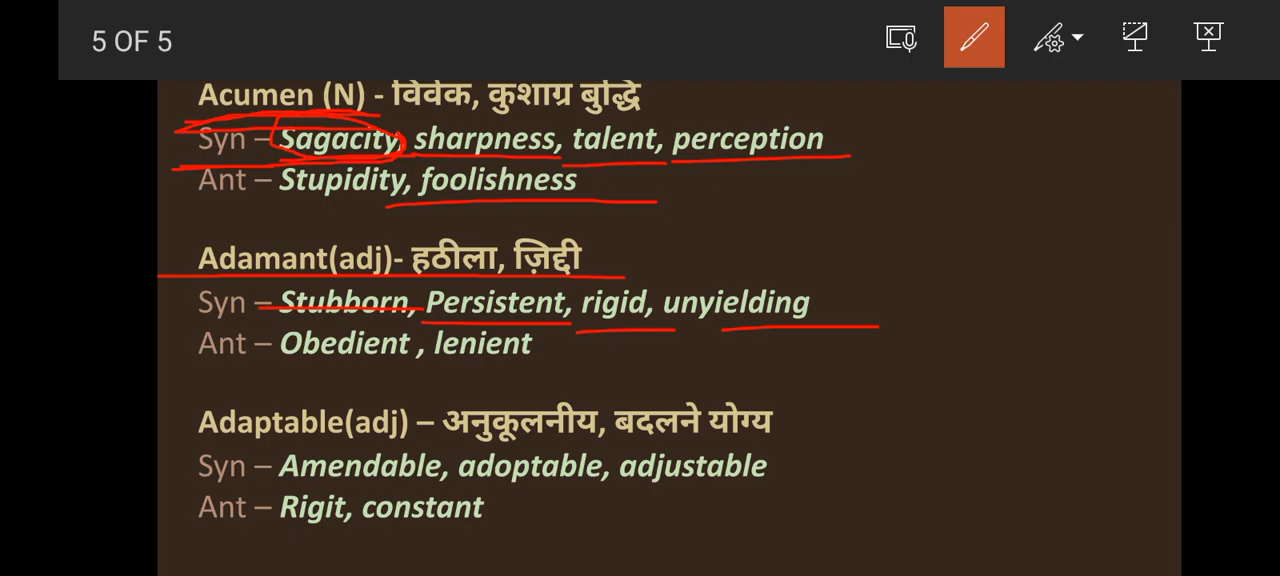 5 OF 5
Acumen (N) - विवेक, कुशाग्र बुद्धि
Syn – Sagacity, sharpness, talent, perception
Ant – Stupidity, foolishness
Adamant(adj)- हठीला, ज़िद्दी
Syn – Stubborn, Persistent, rigid, unyielding
Ant – Obedient , lenient
Adaptable(adj) – अनुकूलनीय, बदलने योग्य
Syn – Amendable, adoptable, adjustable
Ant – Rigit, constant